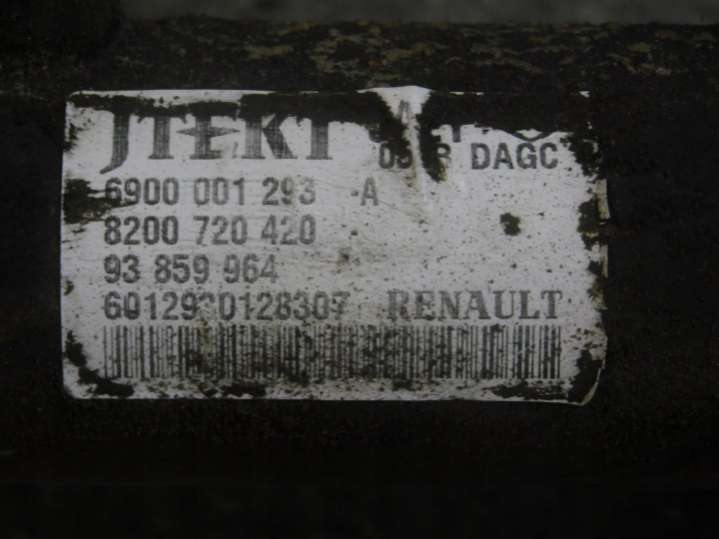 JTEKT
DAGC
6900 001 293 -A
8200 720 420
93 859 964
RENAULT